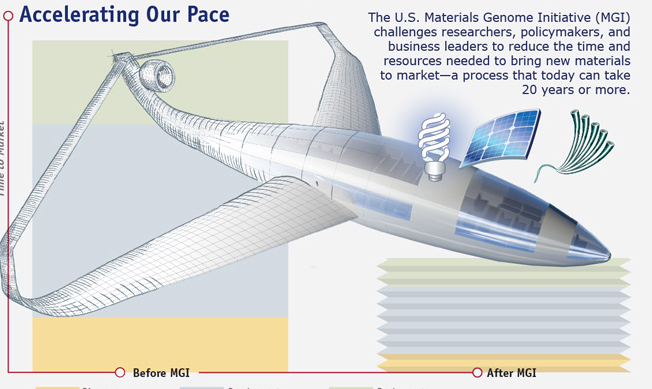 Accelerating Our Pace
The U.S. Materials Genome Initiative (MGI)
challenges researchers, policymakers, and
business leaders to reduce the time and
resources needed to bring new materials
to market—a process that today can take
20 years or more.
Time to Market
Before MGI
After MGI